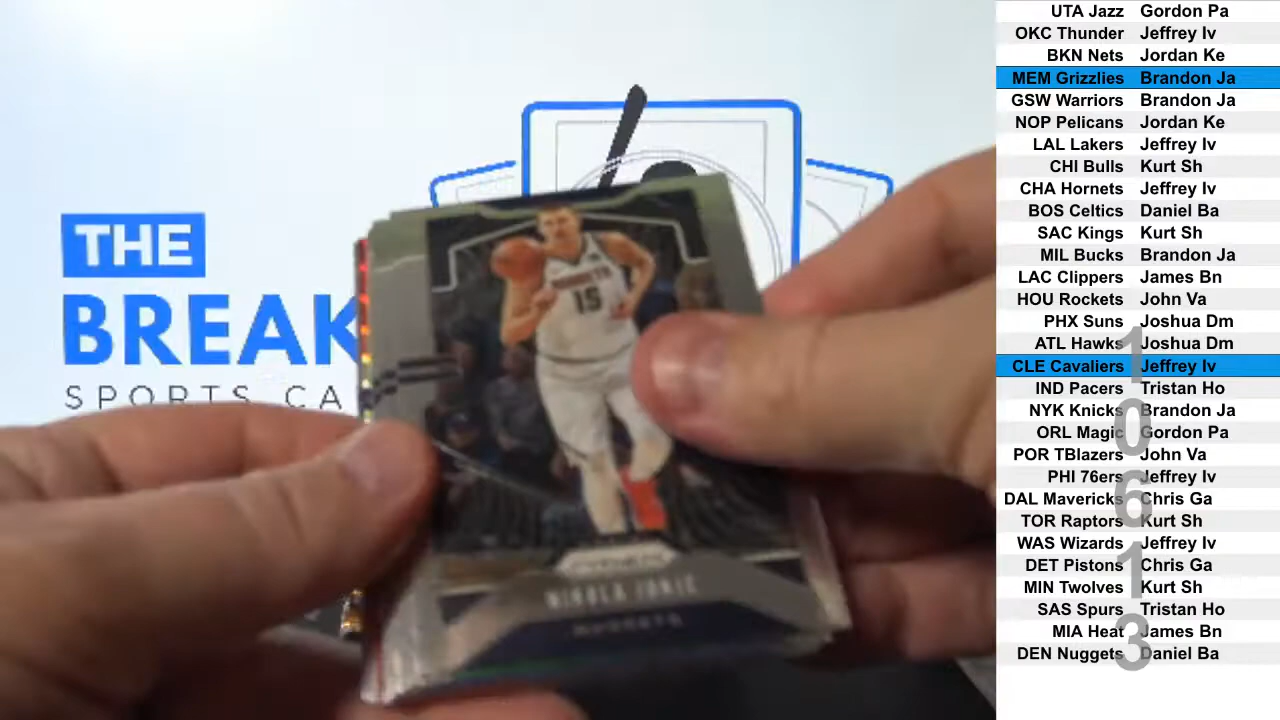 THE
BREAK
SPORTS CA
15
NIKOLA JOKIC
NUGGETS
UTA Jazz Gordon Pa
OKC Thunder Jeffrey Iv
BKN Nets Jordan Ke
MEM Grizzlies Brandon Ja
GSW Warriors Brandon Ja
NOP Pelicans Jordan Ke
LAL Lakers Jeffrey Iv
CHI Bulls Kurt Sh
CHA Hornets Jeffrey Iv
BOS Celtics Daniel Ba
SAC Kings Kurt Sh
MIL Bucks Brandon Ja
LAC Clippers James Bn
HOU Rockets John Va
PHX Suns Joshua Dm
ATL Hawks Joshua Dm
CLE Cavaliers Jeffrey Iv
IND Pacers Tristan Ho
NYK Knicks Brandon Ja
ORL Magic Gordon Pa
POR TBlazers John Va
PHI 76ers Jeffrey Iv
DAL Mavericks Chris Ga
TOR Raptors Kurt Sh
WAS Wizards Jeffrey Iv
DET Pistons Chris Ga
MIN Twolves Kurt Sh
SAS Spurs Tristan Ho
MIA Heat James Bn
DEN Nuggets Daniel Ba
1
0
6
1
3